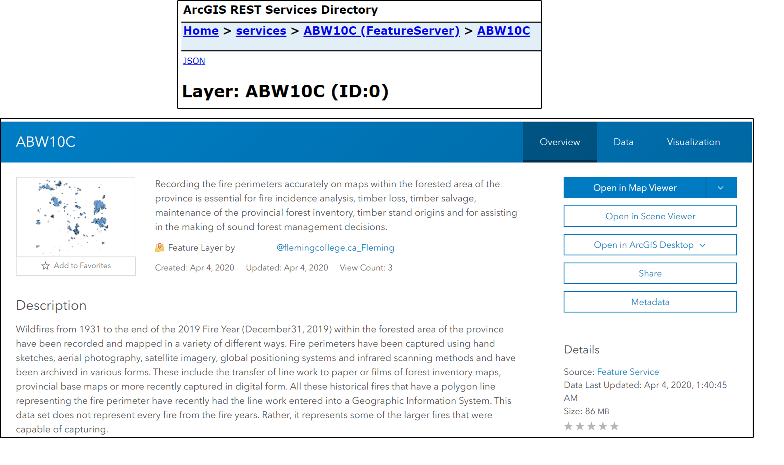 ArcGIS REST Services Directory
Home > services > ABW10C (FeatureServer) > ABW10C
JSON
Layer: ABW10C (ID:0)
ABW10C
Overview
Data
Visualization
Recording the fire perimeters accurately on maps within the forested area of the
province is essential for fire incidence analysis, timber loss, timber salvage,
maintenance of the provincial forest inventory, timber stand origins and for assisting
in the making of sound forest management decisions.
Feature Layer by @flemingcollege.ca_Fleming
Created: Apr 4, 2020 Updated: Apr 4, 2020 View Count: 3
Add to Favorites
Open in Map Viewer
Open in Scene Viewer
Open in ArcGIS Desktop
Share
Metadata
Description
Wildfires from 1931 to the end of the 2019 Fire Year (December31, 2019) within the forested area of the province
have been recorded and mapped in a variety of different ways. Fire perimeters have been captured using hand
sketches, aerial photography, satellite imagery, global positioning systems and infrared scanning methods and have
been archived in various forms. These include the transfer of line work to paper or films of forest inventory maps,
provincial base maps or more recently captured in digital form. All these historical fires that have a polygon line
representing the fire perimeter have recently had the line work entered into a Geographic Information System. This
data set does not represent every fire from the fire years. Rather, it represents some of the larger fires that were
capable of capturing.
Details
Source: Feature Service
Data Last Updated: Apr 4, 2020, 1:40:45
AM
Size: 86 MB